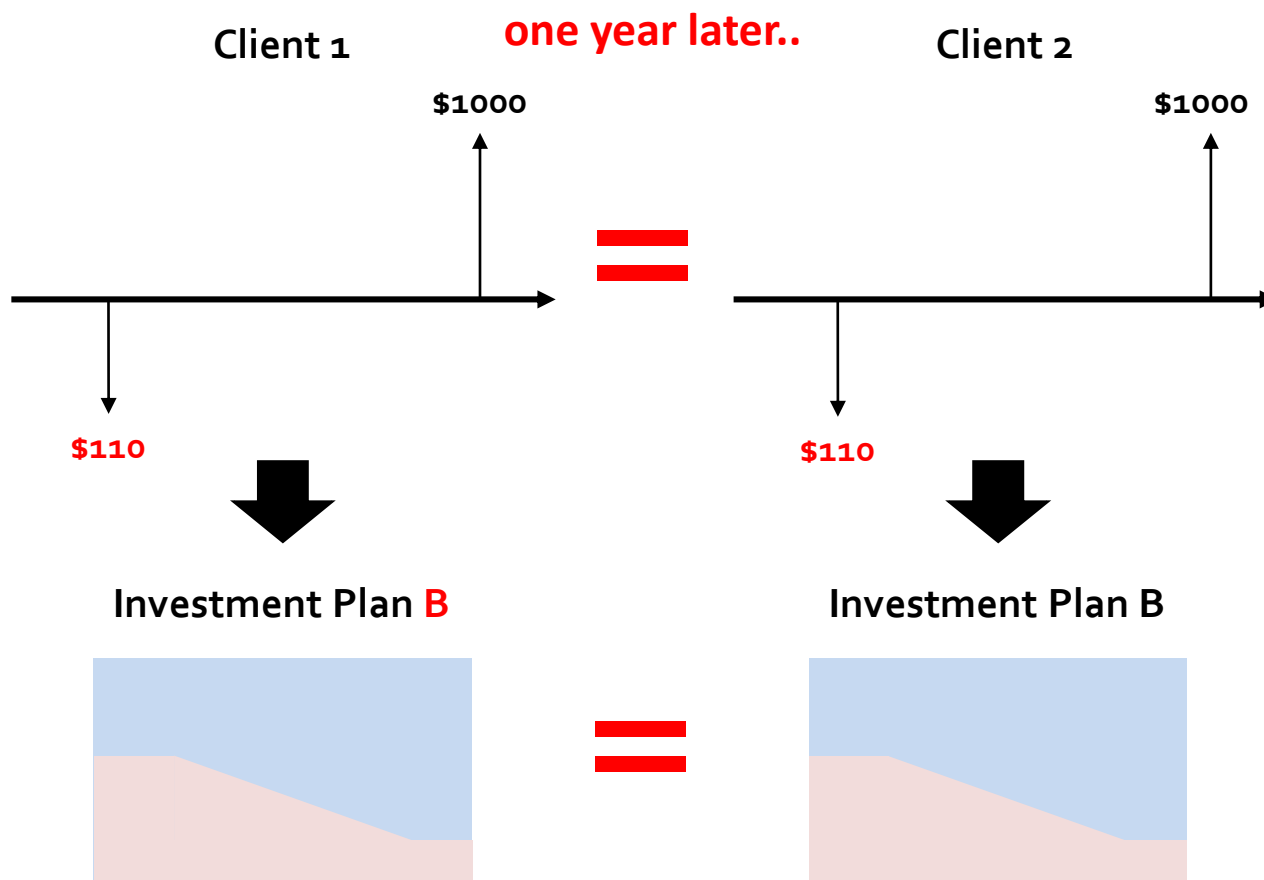 one year later..
Client 1
Client 2
$1000
$1000
$110
$110
Investment Plan B
Investment Plan B